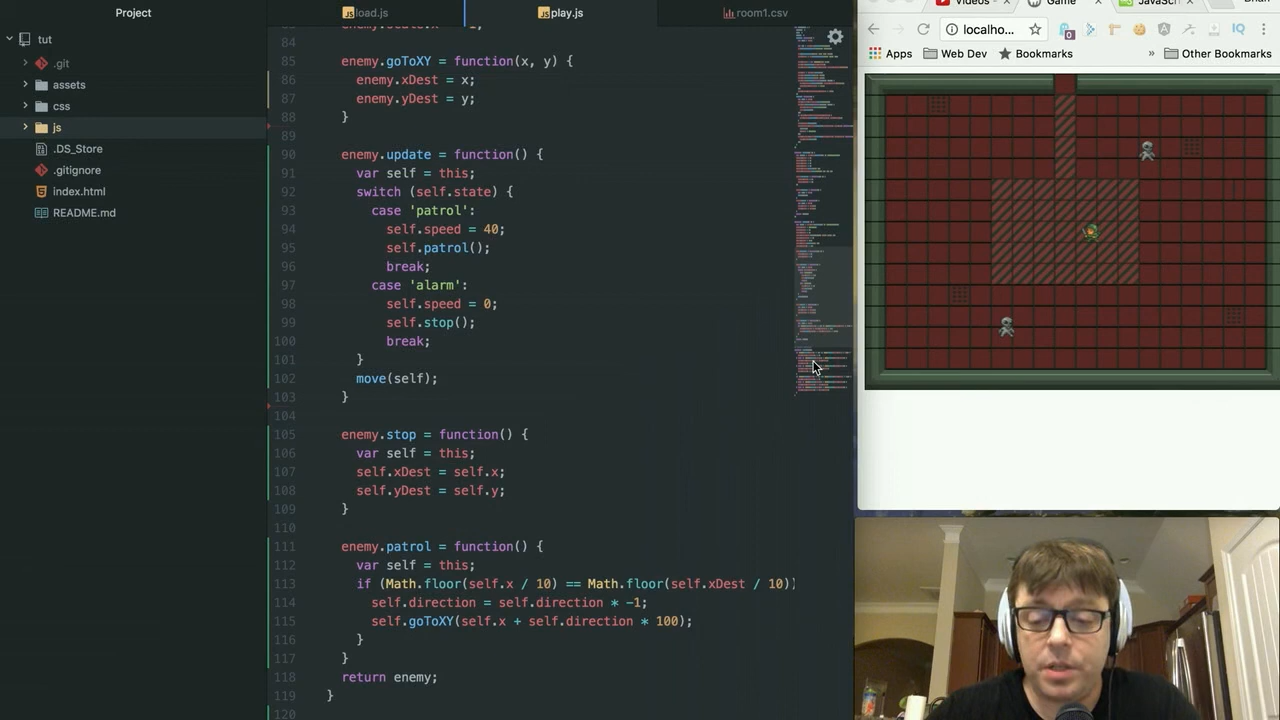 Project
load.js
play.js
room1.csv
tut
.git
assets
css
js
.DS_Store
index.html
README.md
84
85
enemy.goToXY = function(x, y) {
86
enemy.xDest = x;
87
enemy.yDest = y;
88
}
89
90
enemy.update = function() {
91
var self = this;
92
switch (self.state) {
93
case 'patrol':
94
self.speed = 40;
95
self.patrol();
96
break;
97
case 'alarm':
98
self.speed = 0;
99
self.stop();
100
break;
101
}
102
move(self);
103
}
104
105
enemy.stop = function() {
106
var self = this;
107
self.xDest = self.x;
108
self.yDest = self.y;
109
}
110
111
enemy.patrol = function() {
112
var self = this;
113
if (Math.floor(self.x / 10) == Math.floor(self.xDest / 10))
114
self.direction = self.direction * -1;
115
self.goToXY(self.x + self.direction * 100);
116
}
117
}
118
return enemy;
119
}
120
Videos
Game
JavaSc
localho...
Apps
Web Dev
Bookmarks
»
Other Book